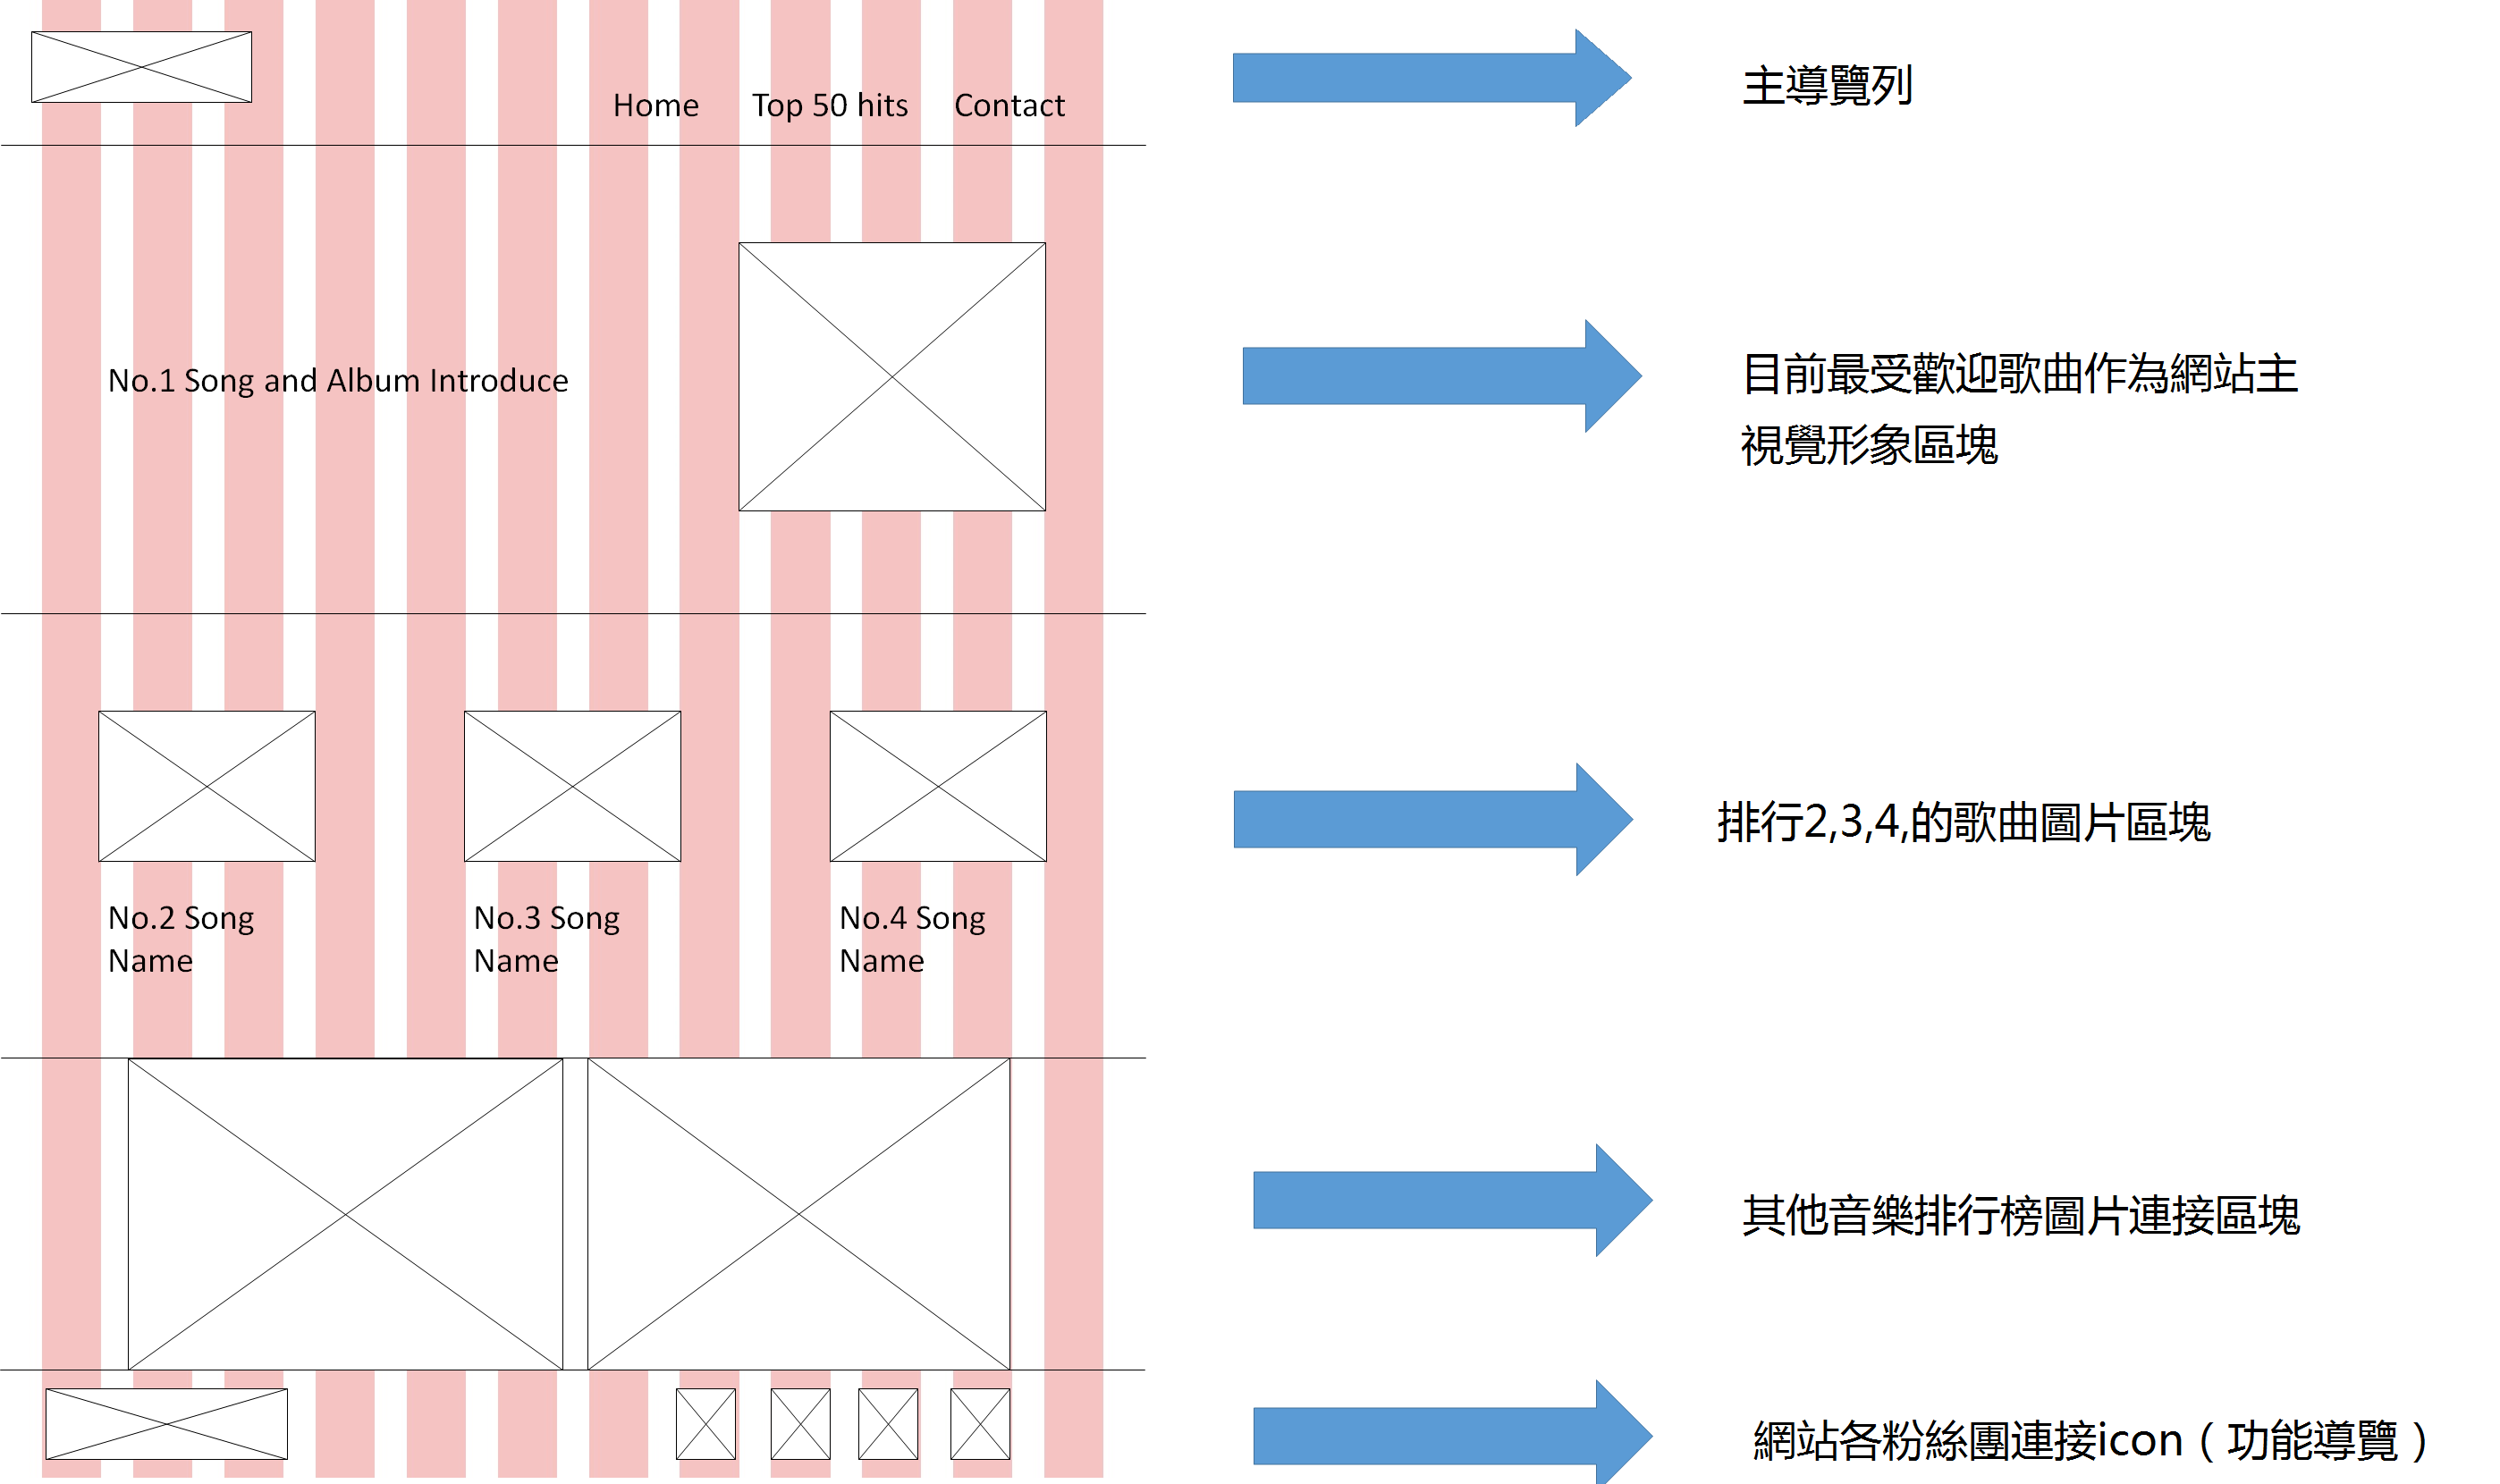 Home Top 50 hits Contact
主導覽列
No.1 Song and Album Introduce
目前最受歡迎歌曲作為網站主
視覺形象區塊
排行2,3,4,的歌曲圖片區塊
No.2 Song
Name
No.3 Song
Name
No.4 Song
Name
其他音樂排行榜圖片連接區塊
網站各粉絲團連接icon（功能導覽）